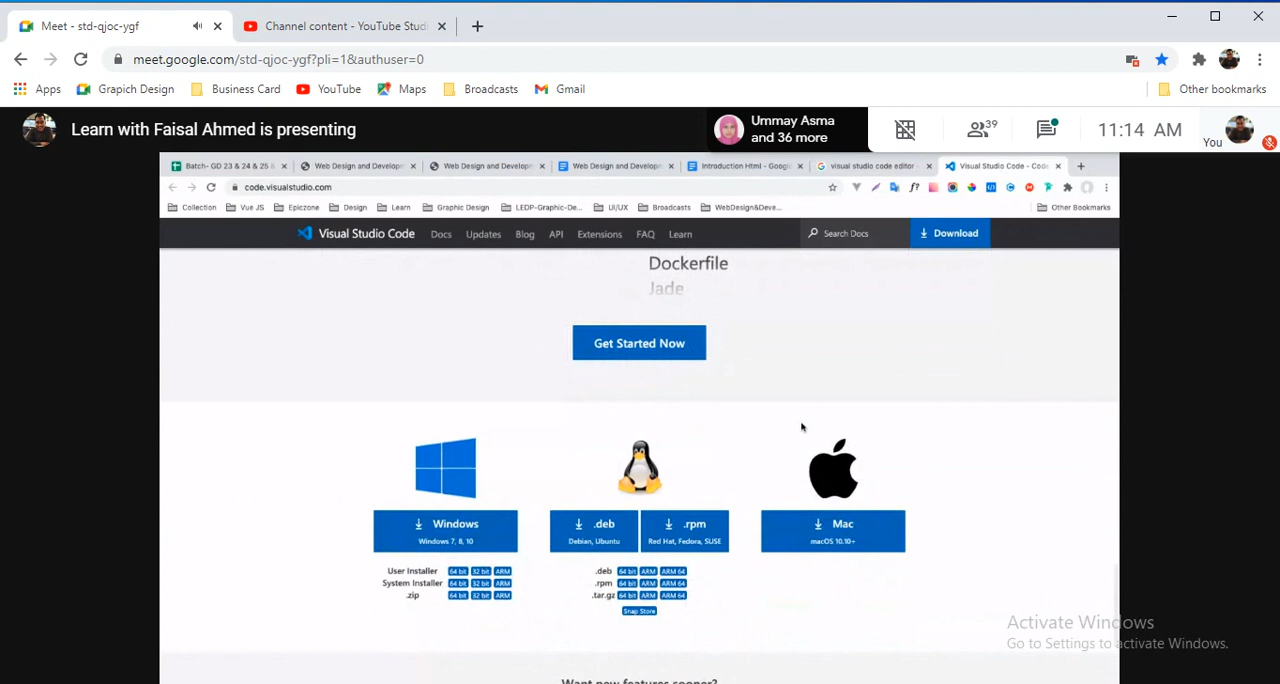 Meet - std-qjoc-ygf
Channel content - YouTube Studi
meet.google.com/std-qjoc-ygf?pli=1&authuser=0
Apps
Grapich Design
Business Card
YouTube
Maps
Broadcasts
Gmail
Other bookmarks
Learn with Faisal Ahmed is presenting
Ummay Asma
and 36 more
39
11:14 AM
You
Batch- GD 23 & 24 & 25 &
Web Design and Develope
Web Design and Develope
Web Design and Developm
Introduction Html - Google
visual studio code editor -
Visual Studio Code - Code
code.visualstudio.com
Collection
Vue JS
Epiczone
Design
Learn
Graphic Design
LEDP-Graphic-De...
UI/UX
Broadcasts
WebDesign&Deve...
Other Bookmarks
Visual Studio Code
Docs
Updates
Blog
API
Extensions
FAQ
Learn
Search Docs
Download
Dockerfile
Jade
Get Started Now
Windows
Windows 7, 8, 10
.deb
Debian, Ubuntu
.rpm
Red Hat, Fedora, SUSE
Mac
macOS 10.10+
User Installer 64 bit 32 bit ARM
System Installer 64 bit 32 bit ARM
.zip 64 bit 32 bit ARM
.deb 64 bit ARM ARM 64
.rpm 64 bit ARM ARM 64
.tar.gz 64 bit ARM ARM 64
Snap Store
Activate Windows
Go to Settings to activate Windows.
Want new features sooner?